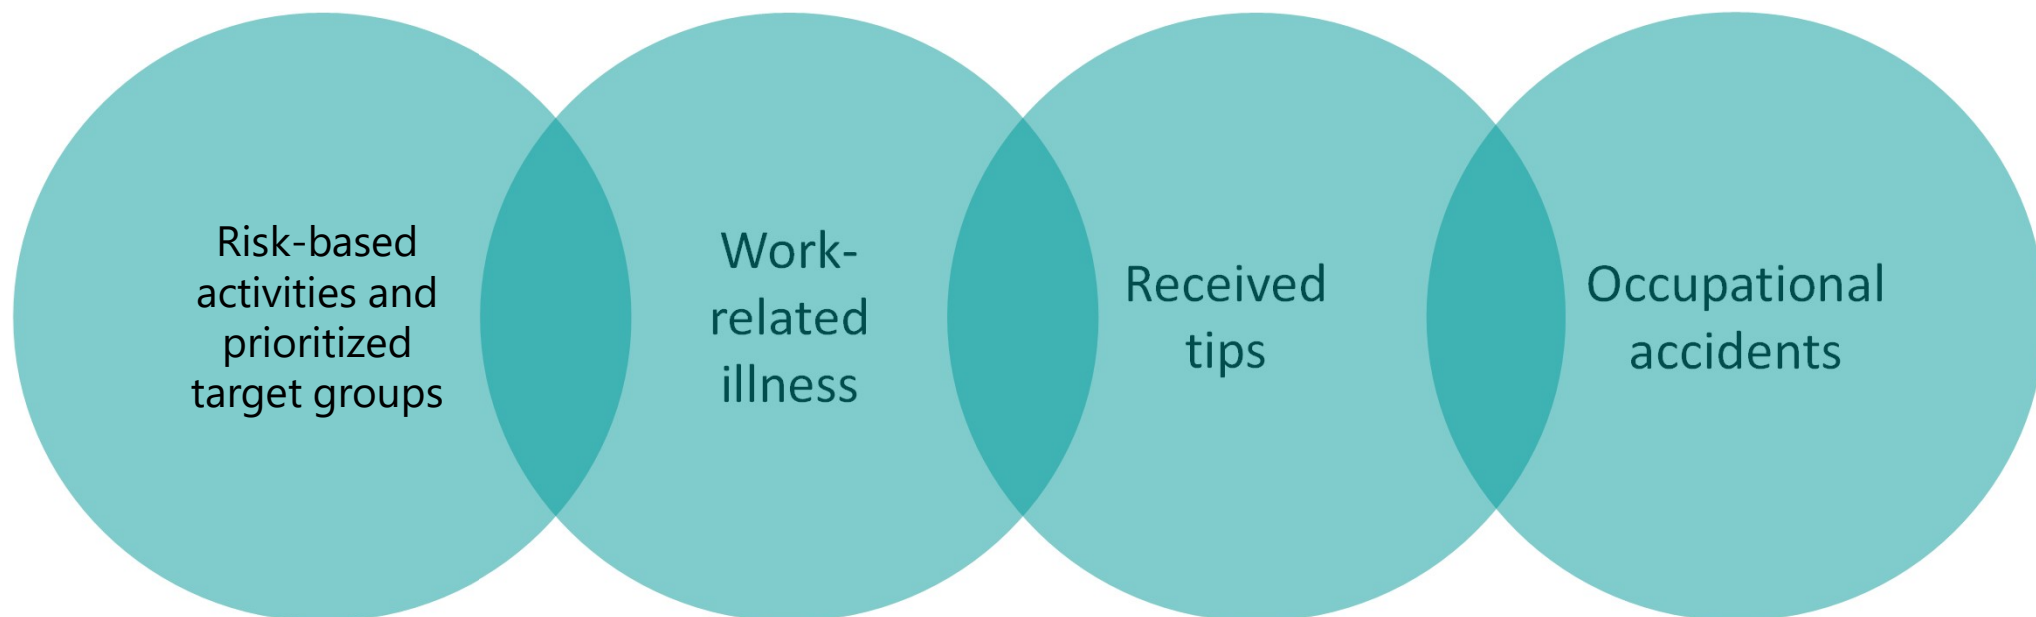 Risk-based
activities and
prioritized
target groups
Work-
related
illness
Received
tips
Occupational
accidents